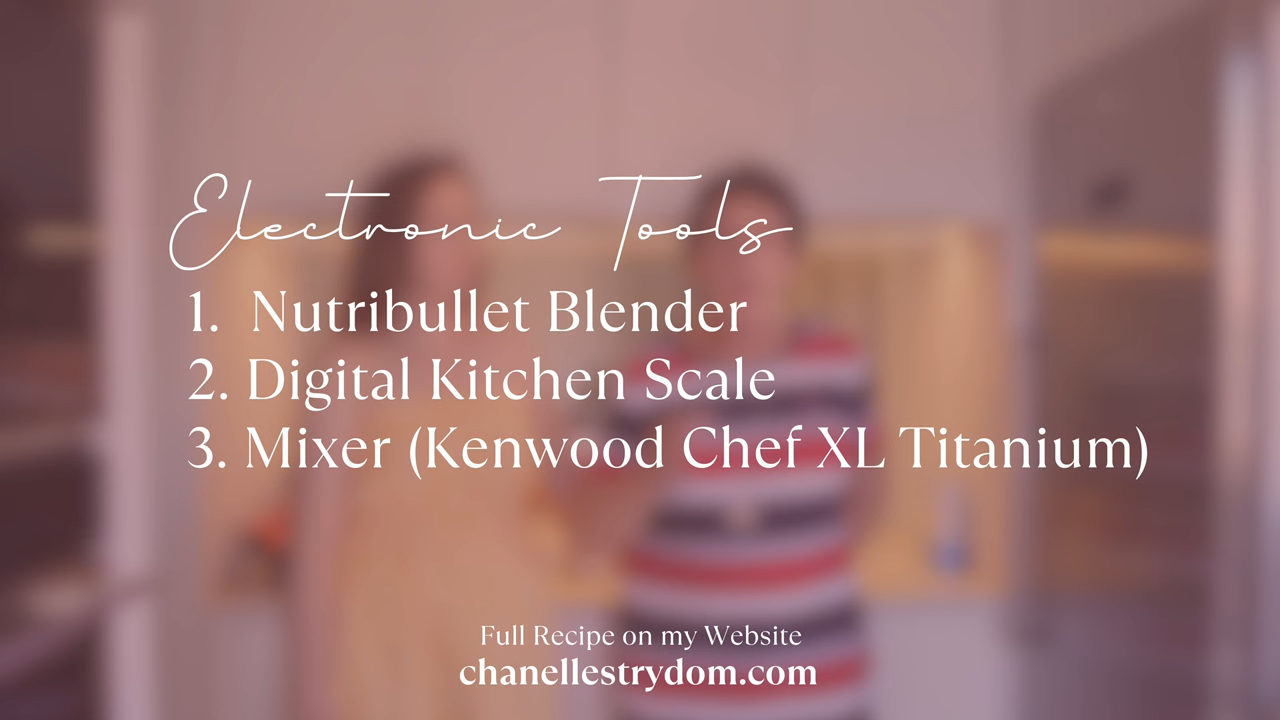 Electronic Tools
1. Nutribullet Blender
2. Digital Kitchen Scale
3. Mixer (Kenwood Chef XL Titanium)
Full Recipe on my Website
chanellestrydom.com